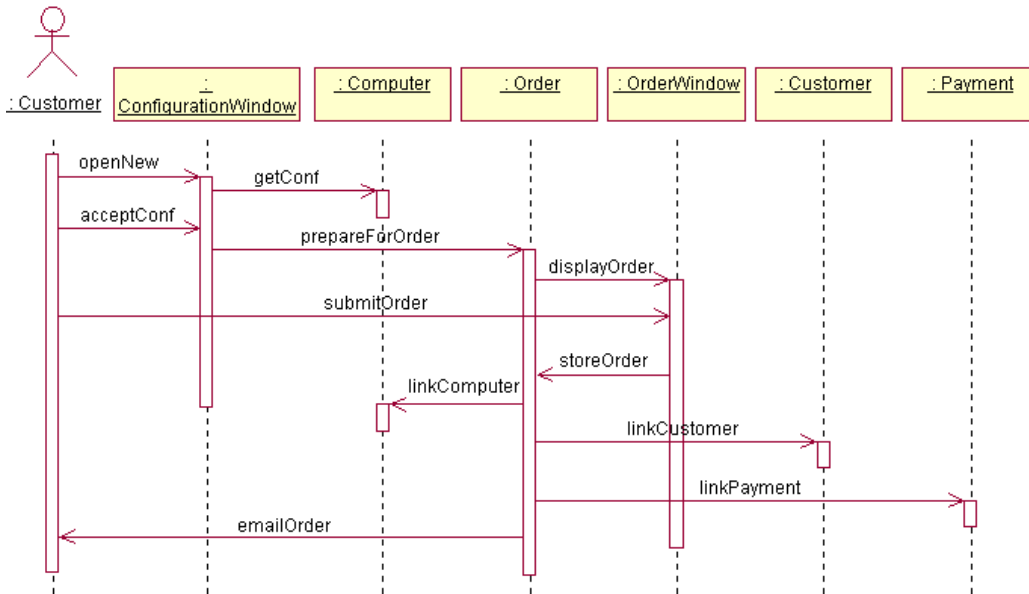 : Customer
:
ConfigurationWindow
: Computer
: Order
: OrderWindow
: Customer
: Payment
openNew
getConf
acceptConf
prepareForOrder
displayOrder
submitOrder
storeOrder
linkComputer
linkCustomer
linkPayment
emailOrder